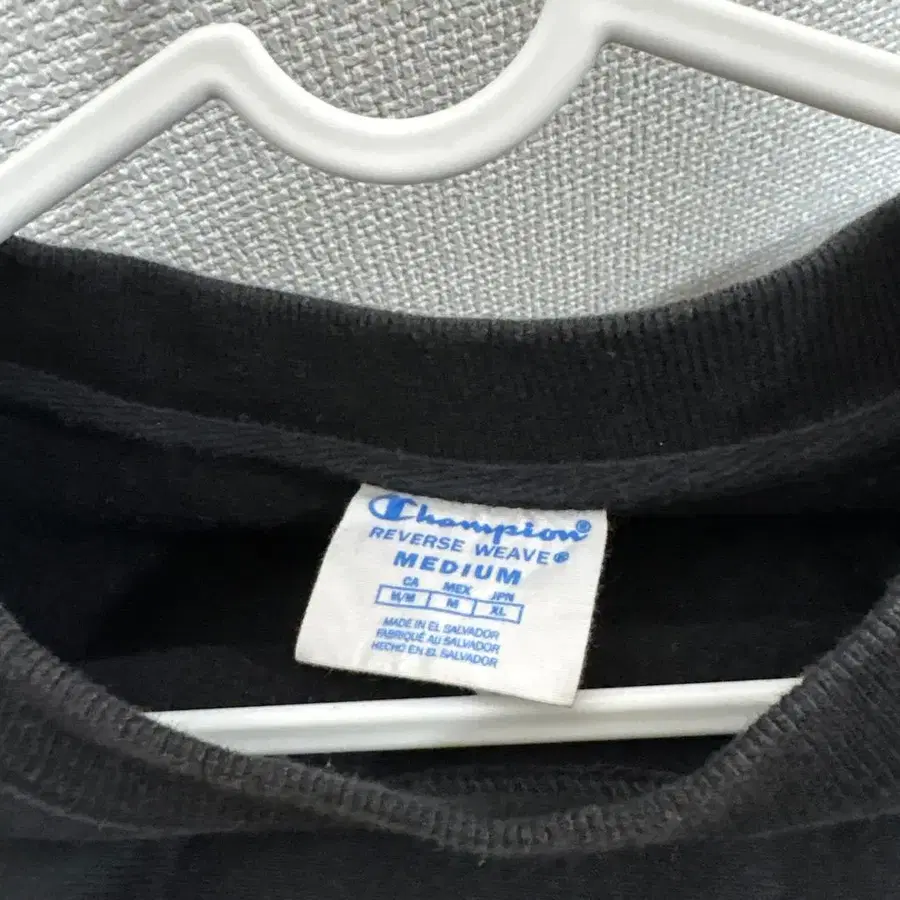 Champion®
REVERSE WEAVE®
MEDIUM
CA MEX JPN
M/M M XL
MADE IN EL SALVADOR
FABRIQUÉ AU SALVADOR
HECHO EN EL SALVADOR